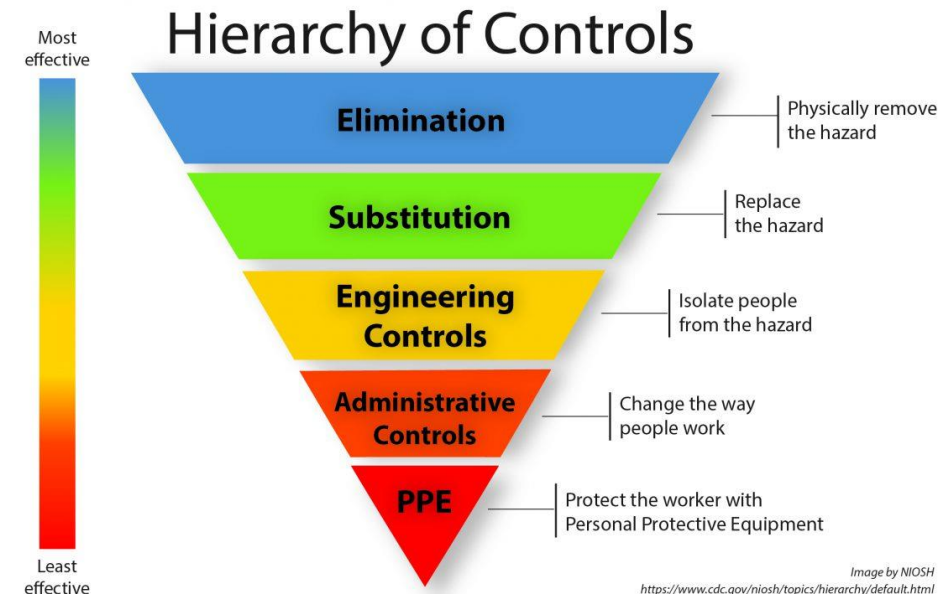 Hierarchy of Controls
Most
effective
Elimination
Physically remove
the hazard
Substitution
Replace
the hazard
Engineering
Controls
Isolate people
from the hazard
Administrative
Controls
Change the way
people work
PPE
Protect the worker with
Personal Protective Equipment
Least
effective
Image by NIOSH
https://www.cdc.gov/niosh/topics/hierarchy/default.html